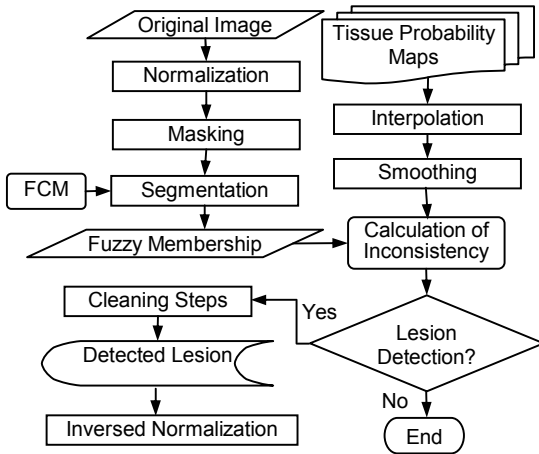 Original Image
Normalization
Masking
FCM
Segmentation
Fuzzy Membership
Tissue Probability
Maps
Interpolation
Smoothing
Calculation of
Inconsistency
Lesion
Detection?
Yes
Cleaning Steps
Detected Lesion
Inversed Normalization
No
End